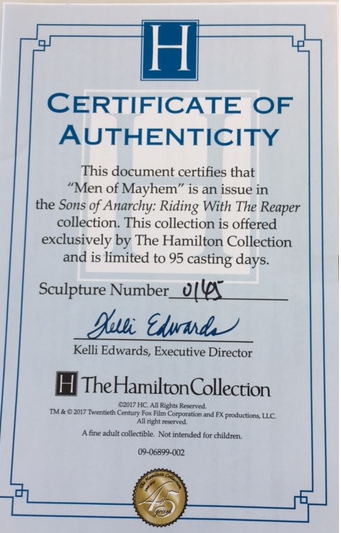 H
CERTIFICATE OF
AUTHENTICITY
This document certifies that
“Men of Mayhem” is an issue in
the Sons of Anarchy: Riding With The Reaper
collection. This collection is offered
exclusively by The Hamilton Collection
and is limited to 95 casting days.
Sculpture Number 0145
Kelli Edwards
Kelli Edwards, Executive Director
H The Hamilton Collection
©2017 HC. All Rights Reserved.
TM & © 2017 Twentieth Century Fox Film Corporation and FX productions, LLC.
All right reserved.
A fine adult collectible. Not intended for children.
09-06899-002
45